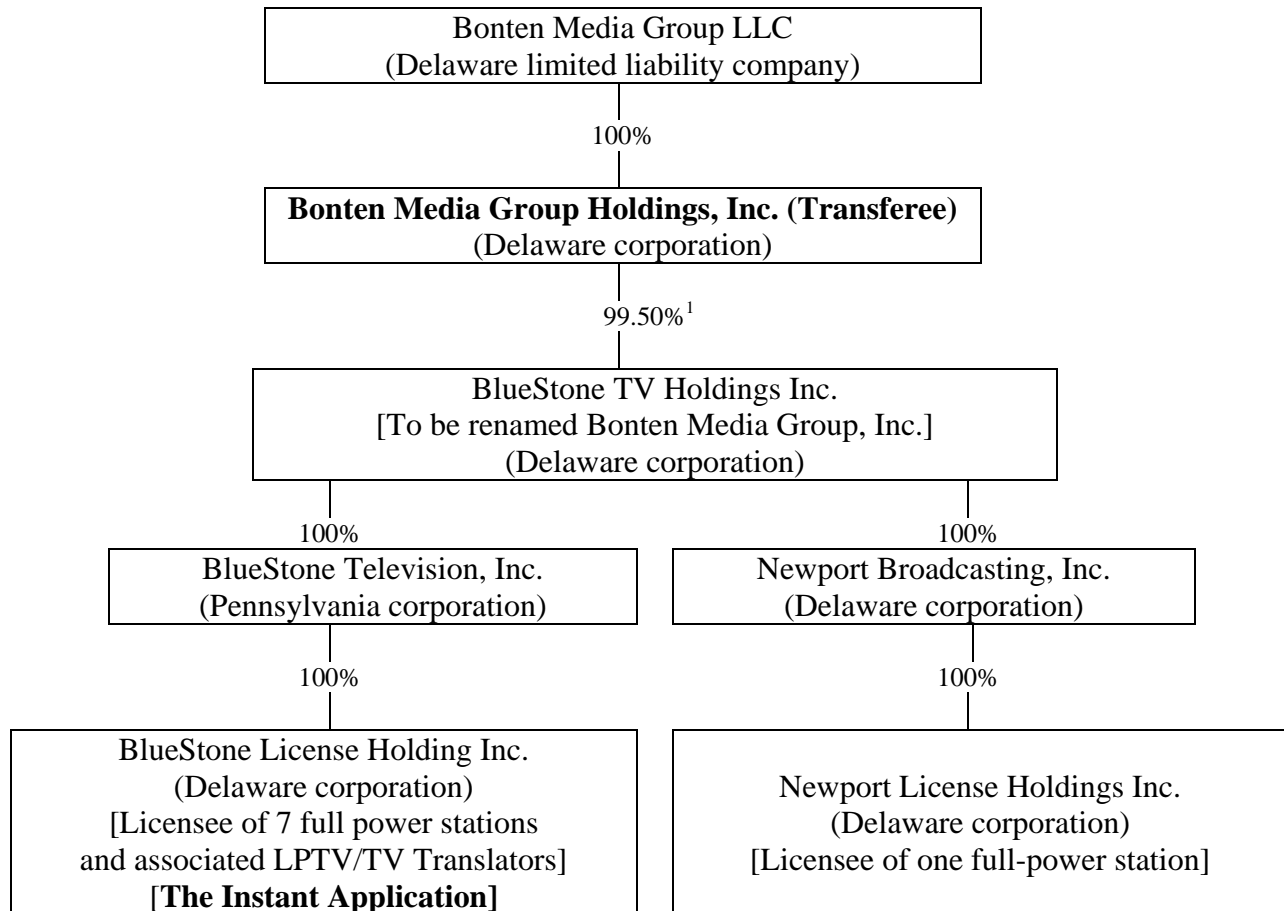 Bonten Media Group LLC
(Delaware limited liability company)
100%
Bonten Media Group Holdings, Inc. (Transferee)
(Delaware corporation)
99.50%1
BlueStone TV Holdings Inc.
[To be renamed Bonten Media Group, Inc.]
(Delaware corporation)
100%
100%
BlueStone Television, Inc.
(Pennsylvania corporation)
Newport Broadcasting, Inc.
(Delaware corporation)
100%
100%
BlueStone License Holding Inc.
(Delaware corporation)
[Licensee of 7 full power stations
and associated LPTV/TV Translators]
[The Instant Application]
Newport License Holdings Inc.
(Delaware corporation)
[Licensee of one full-power station]